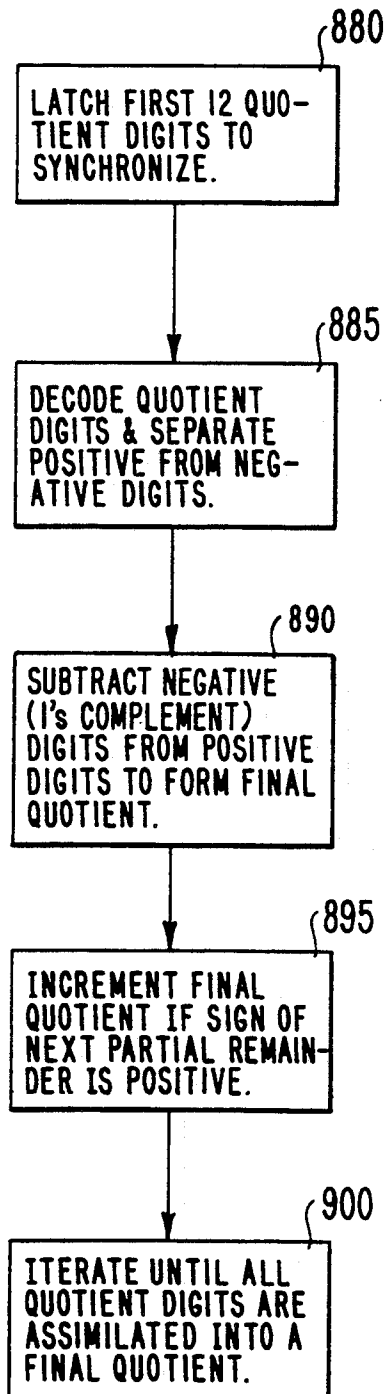 880
LATCH FIRST 12 QUO-
TIENT DIGITS TO
SYNCHRONIZE.
885
DECODE QUOTIENT
DIGITS & SEPARATE
POSITIVE FROM NEG-
ATIVE DIGITS.
890
SUBTRACT NEGATIVE
(1's COMPLEMENT)
DIGITS FROM POSITIVE
DIGITS TO FORM FINAL
QUOTIENT.
895
INCREMENT FINAL
QUOTIENT IF SIGN OF
NEXT PARTIAL REMAIN-
DER IS POSITIVE.
900
ITERATE UNTIL ALL
QUOTIENT DIGITS ARE
ASSIMILATED INTO A
FINAL QUOTIENT.